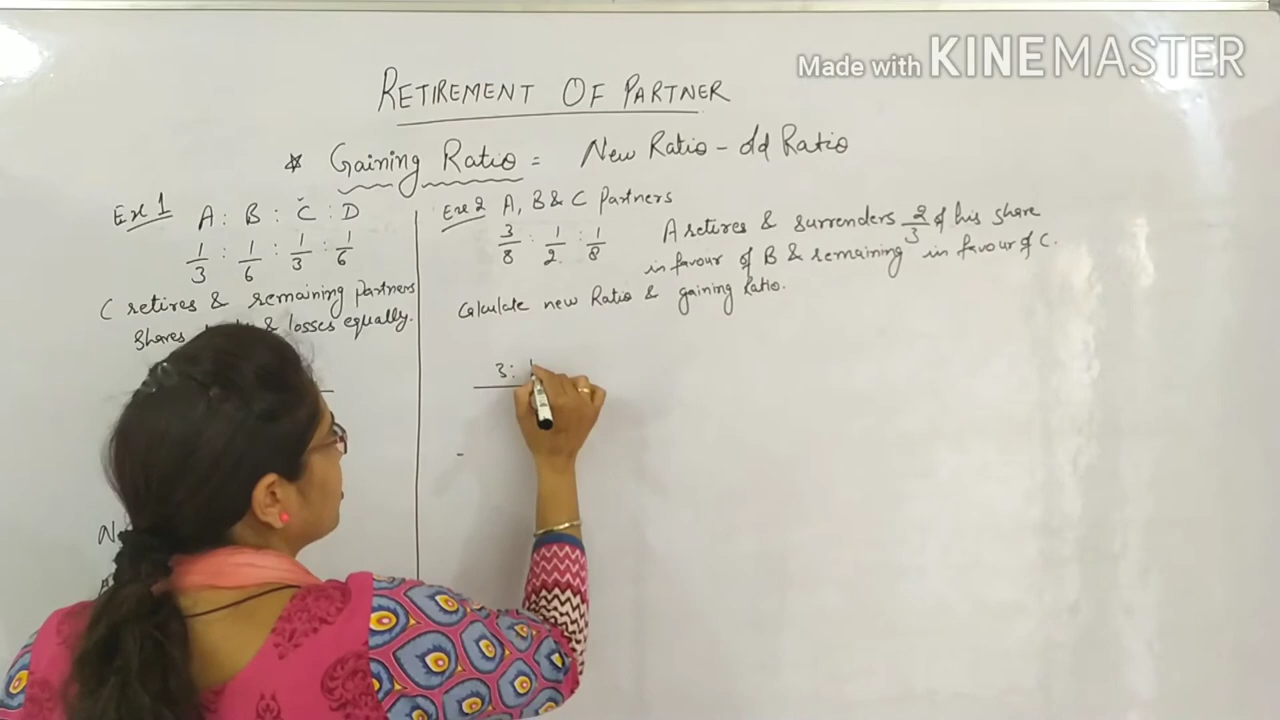 Made with KINEMASTER
RETIREMENT OF PARTNER
* Gaining Ratio = New Ratio - Old Ratio
Ex 1 A : B : C : D
1/3 : 1/6 : 1/3 : 1/6
C retires & remaining partners
Shares & losses equally.
Ex 2 A, B & C Partners
3/8 : 1/2 : 1/8
A retires & surrenders 2/3 of his share
in favour of B & remaining in favour of C.
Calculate new Ratio & gaining Ratio.
3 :